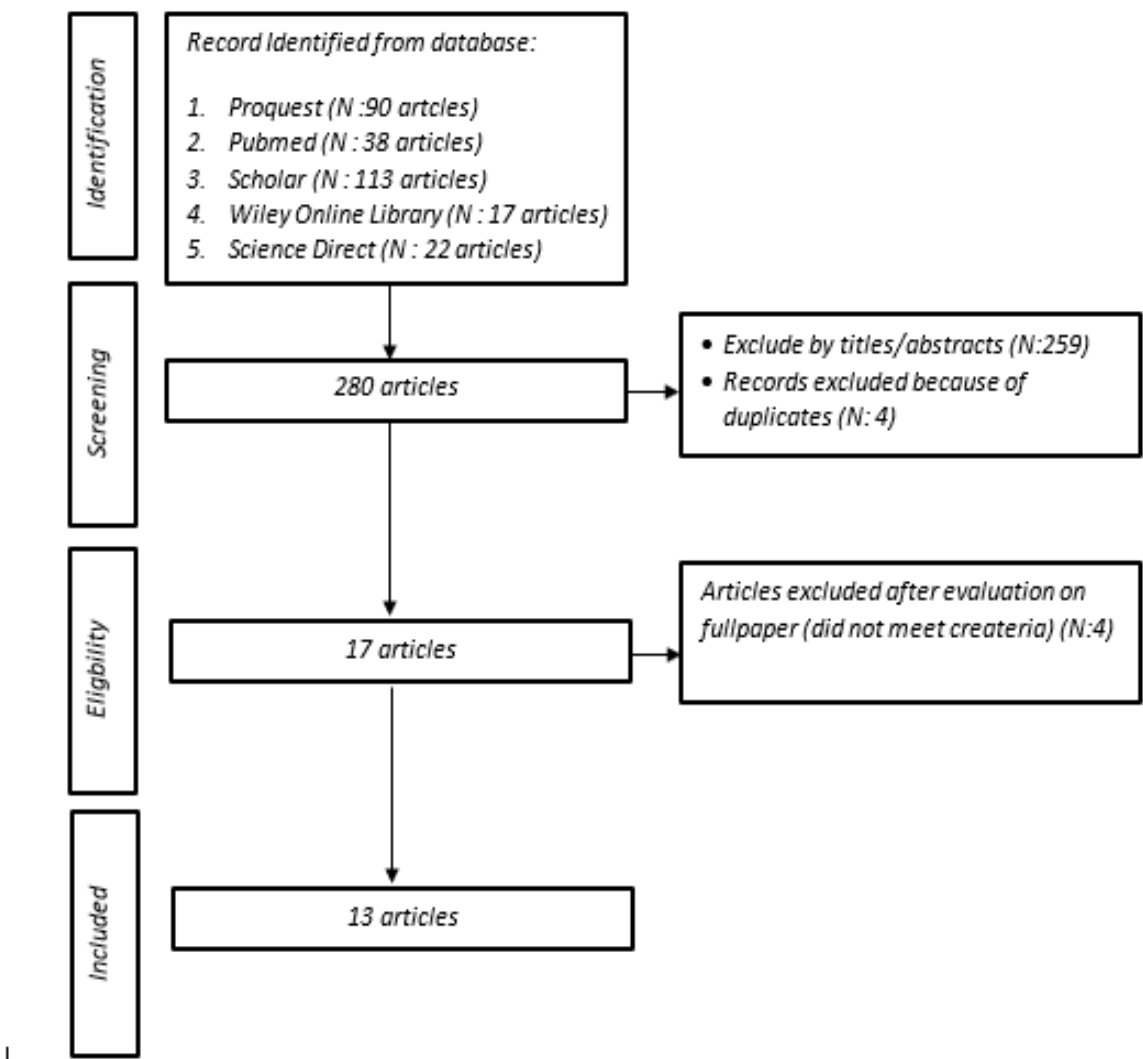 Identification
Record Identified from database:
1. Proquest (N :90 artcles)
2. Pubmed (N : 38 articles)
3. Scholar (N : 113 articles)
4. Wiley Online Library (N : 17 articles)
5. Science Direct (N : 22 articles)
Screening
280 articles
• Exclude by titles/abstracts (N:259)
• Records excluded because of
duplicates (N: 4)
Eligbility
17 articles
Articles excluded after evaluation on
fullpaper (did not meet createria) (N:4)
Included
13 articles